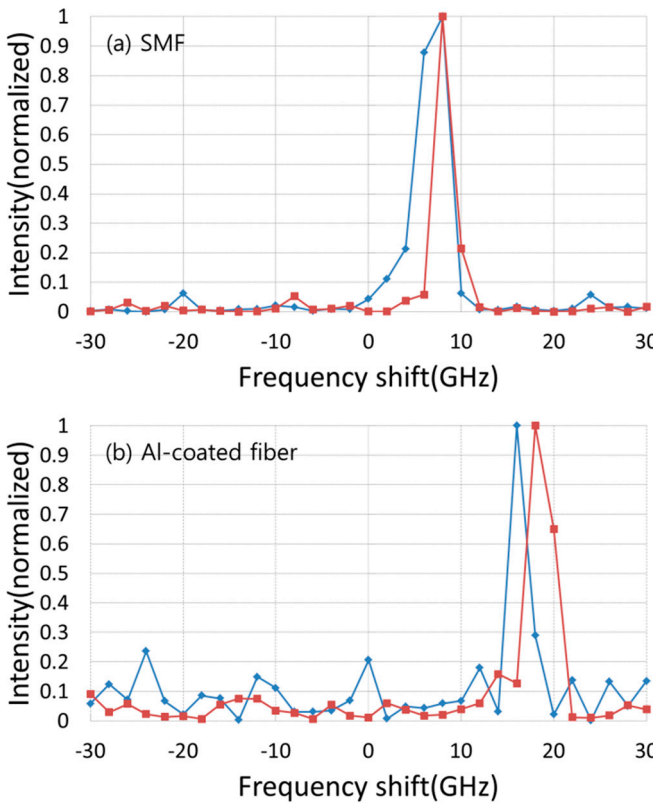 1
0.9
0.8
0.7
0.6
0.5
0.4
0.3
0.2
0.1
0
Intensity(normalized)
(a) SMF
-30 -20 -10 0 10 20 30
Frequency shift(GHz)
1
0.9
0.8
0.7
0.6
0.5
0.4
0.3
0.2
0.1
0
Intensity(normalized)
(b) Al-coated fiber
-30 -20 -10 0 10 20 30
Frequency shift(GHz)